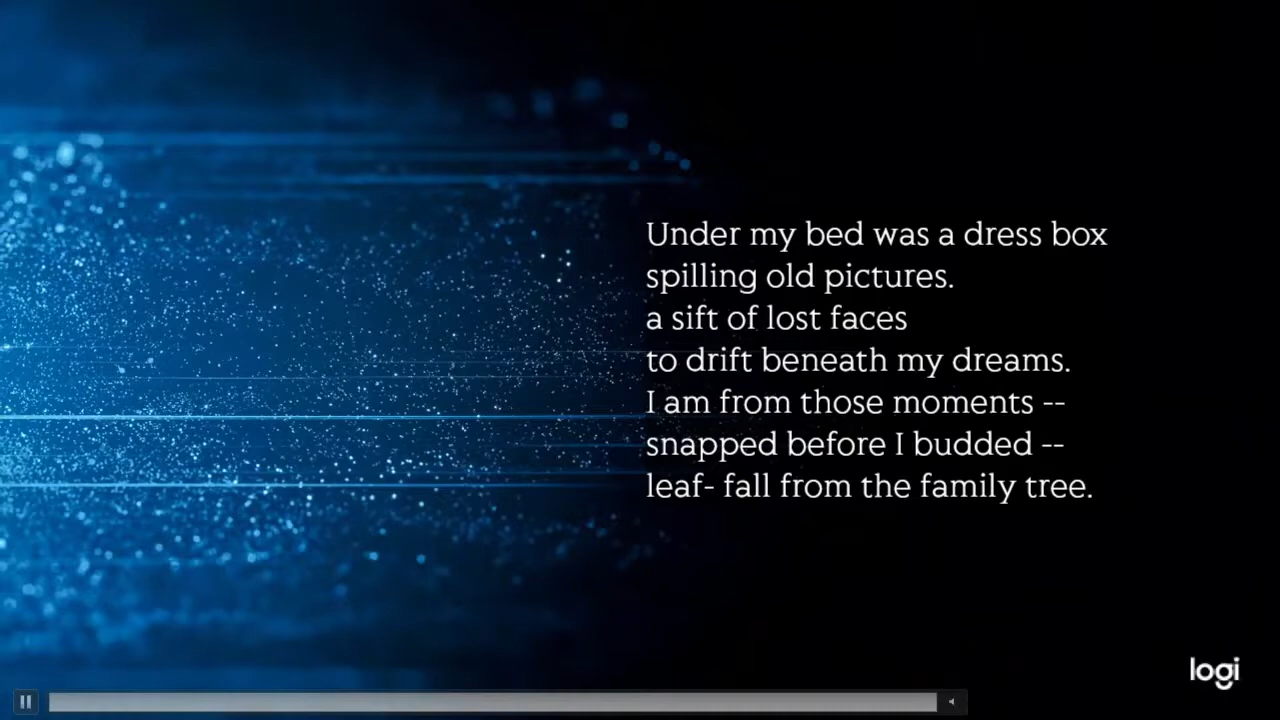 Under my bed was a dress box
spilling old pictures.
a sift of lost faces
to drift beneath my dreams.
I am from those moments --
snapped before I budded --
leaf- fall from the family tree.
logi